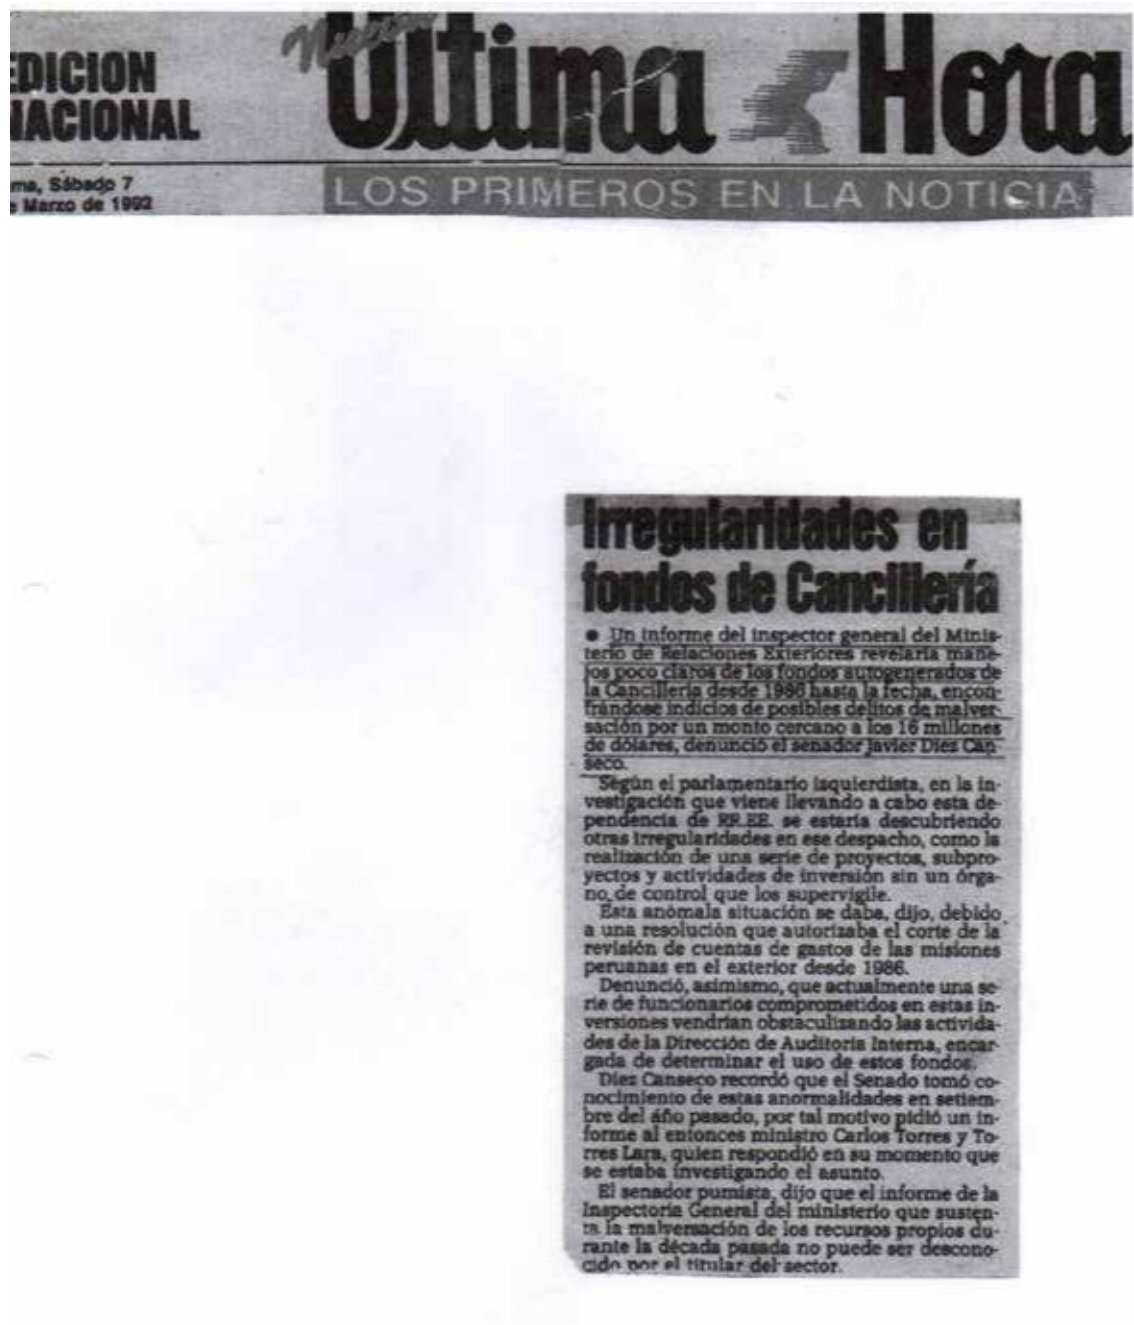 EDICION
NACIONAL
Nueva
Ultima Hora
ma, Sábado 7
e Marzo de 1992
LOS PRIMEROS EN LA NOTICIA
Irregularidades en
fondos de Cancillería
● Un informe del inspector general del Minis-
terio de Relaciones Exteriores revelaría mane-
jos poco claros de los fondos autogenerados de
la Cancillería desde 1986 hasta la fecha, encon-
trándose indicios de posibles delitos de malver-
sación por un monto cercano a los 16 millones
de dólares, denunció el senador Javier Diez Can
seco.
Según el parlamentario izquierdista, en la in-
vestigación que viene llevando a cabo esta de-
pendencia de RR.EE. se estaría descubriendo
otras irregularidades en ese despacho, como la
realización de una serie de proyectos, subpro-
yectos y actividades de inversión sin un órga-
no de control que los supervigile.
Esta anómala situación se daba, dijo, debido
a una resolución que autorizaba el corte de la
revisión de cuentas de gastos de las misiones
peruanas en el exterior desde 1986.
Denunció, asimismo, que actualmente una se-
rie de funcionarios comprometidos en estas in-
versiones vendrían obstaculizando las activida-
des de la Dirección de Auditoría Interna, encar-
gada de determinar el uso de estos fondos.
Diez Canseco recordó que el Senado tomó co-
nocimiento de estas anormalidades en setiem-
bre del año pasado, por tal motivo pidió un in-
forme al entonces ministro Carlos Torres y To-
rres Lara, quien respondió en su momento que
se estaba investigando el asunto.
El senador pumista, dijo que el informe de la
Inspectoría General del ministerio que susten-
ta la malversación de los recursos propios du-
rante la década pasada no puede ser descono-
cido por el titular del sector.